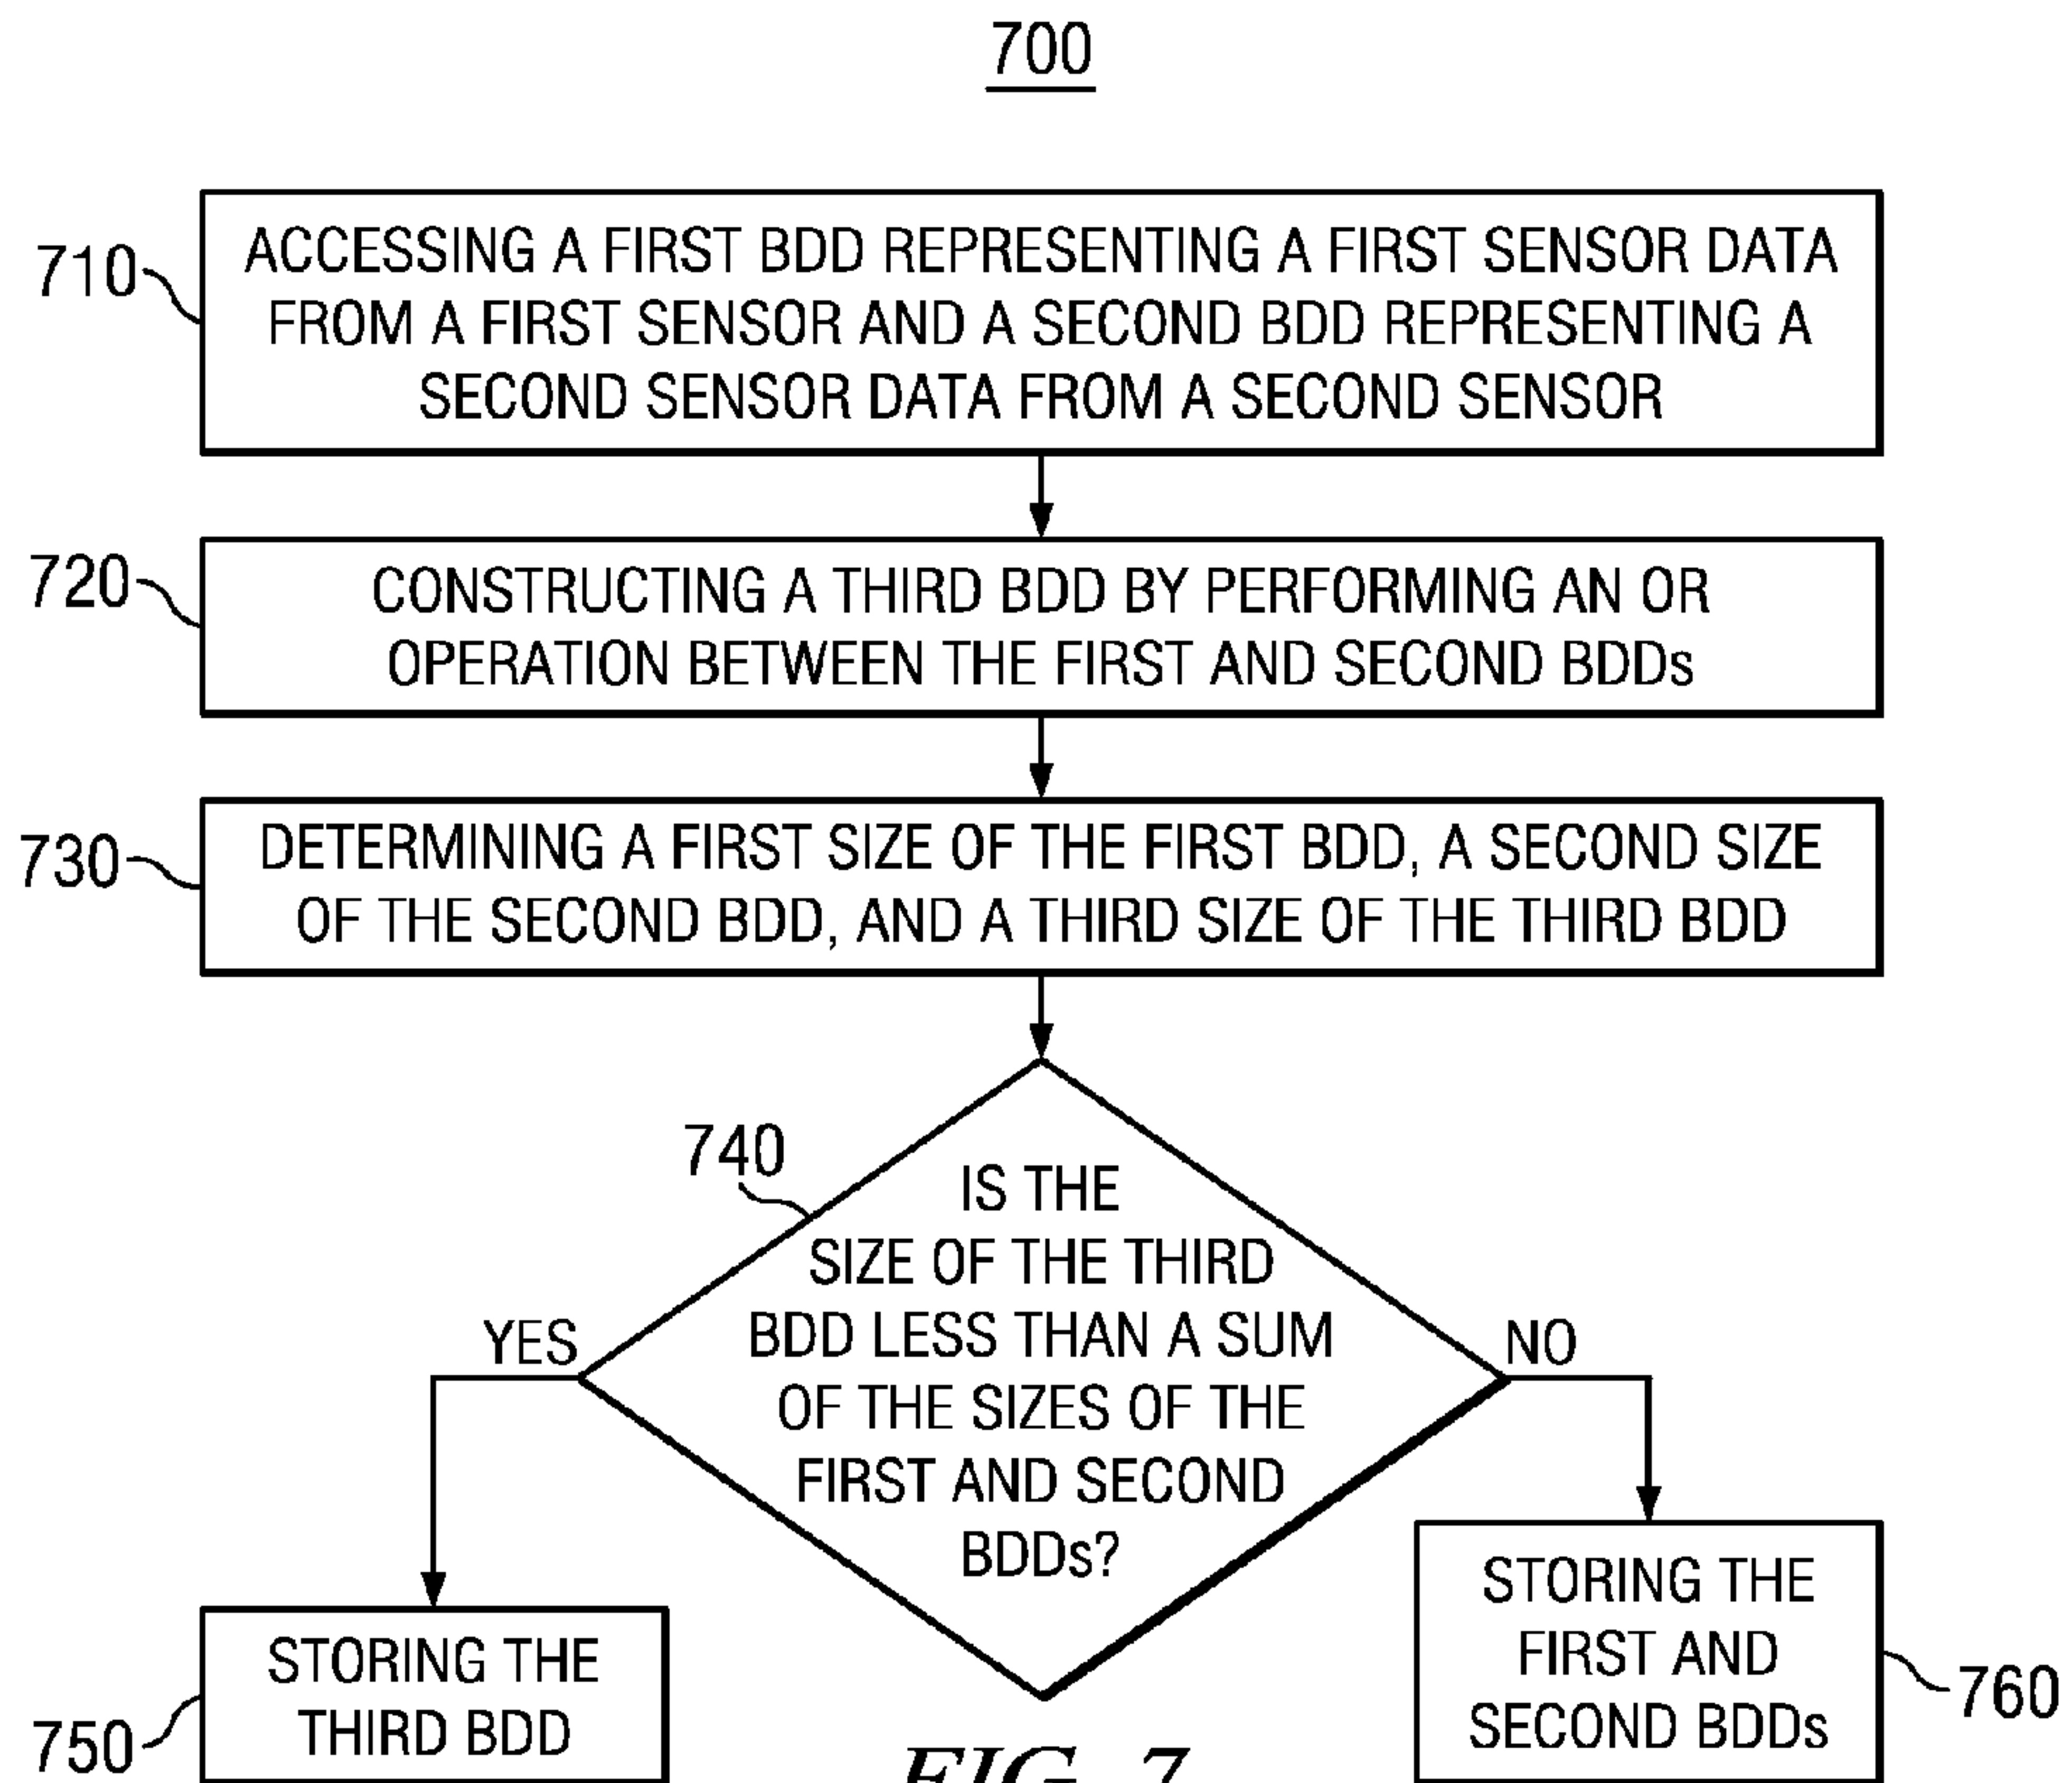 700
710
ACCESSING A FIRST BDD REPRESENTING A FIRST SENSOR DATA
FROM A FIRST SENSOR AND A SECOND BDD REPRESENTING A
SECOND SENSOR DATA FROM A SECOND SENSOR
720
CONSTRUCTING A THIRD BDD BY PERFORMING AN OR
OPERATION BETWEEN THE FIRST AND SECOND BDDs
730
DETERMINING A FIRST SIZE OF THE FIRST BDD, A SECOND SIZE
OF THE SECOND BDD, AND A THIRD SIZE OF THE THIRD BDD
740
IS THE
SIZE OF THE THIRD
BDD LESS THAN A SUM
OF THE SIZES OF THE
FIRST AND SECOND
BDDs?
YES
NO
750
STORING THE
THIRD BDD
STORING THE
FIRST AND
SECOND BDDs
760
FIG. 7